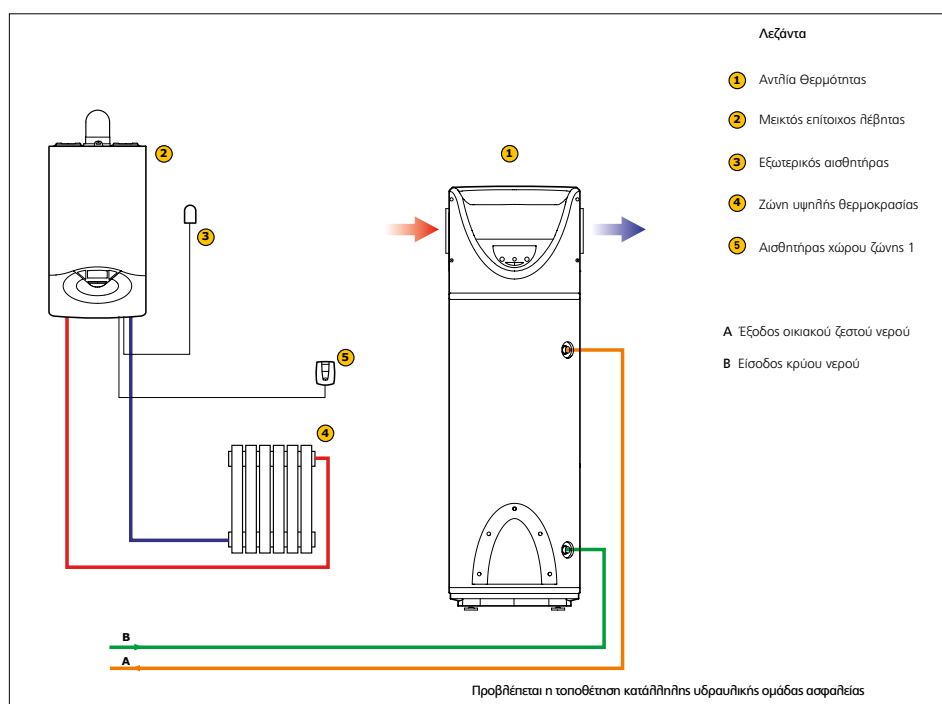 Λεζάντα
1 Αντλία Θερμότητας
2 Μεικτός επίτοιχος λέβητας
3 Εξωτερικός αισθητήρας
4 Ζώνη υψηλής θερμοκρασίας
5 Αισθητήρας χώρου ζώνης 1
A Έξοδος οικιακού ζεστού νερού
B Είσοδος κρύου νερού
2
1
3
5
4
B
A
Προβλέπεται η τοποθέτηση κατάλληλης υδραυλικής ομάδας ασφαλείας